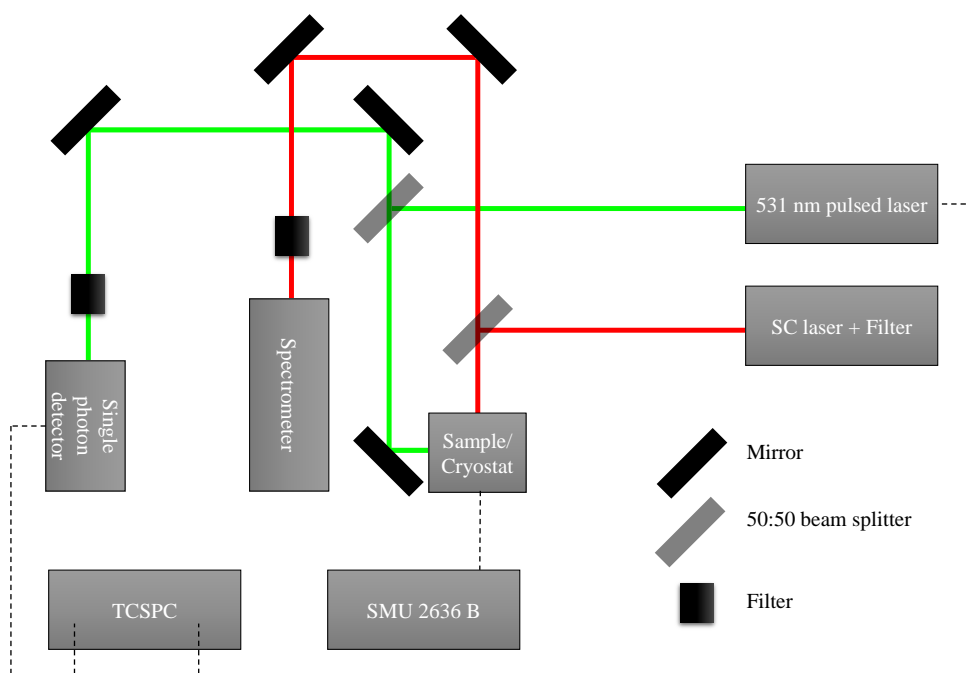 531 nm pulsed laser
SC laser + Filter
Spectrometer
Single
photon
detector
Sample/
Cryostat
Mirror
50:50 beam splitter
TCSPC
SMU 2636 B
Filter